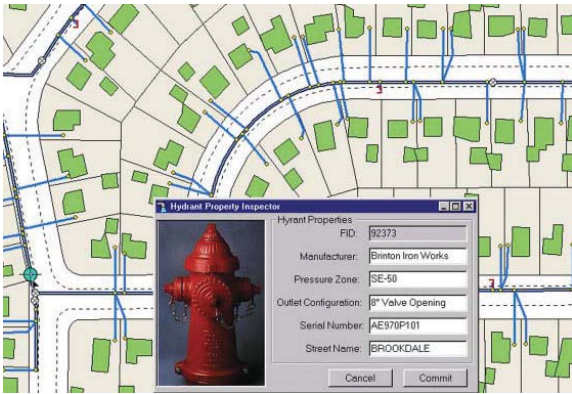 Hydrant Property Inspector
Hyrant Properties
FID: 92373
Manufacturer: Brinton Iron Works
Pressure Zone: SE-50
Outlet Configuration: 8" Valve Opening
Serial Number: AE970P101
Street Name: BROOKDALE
Cancel Commit